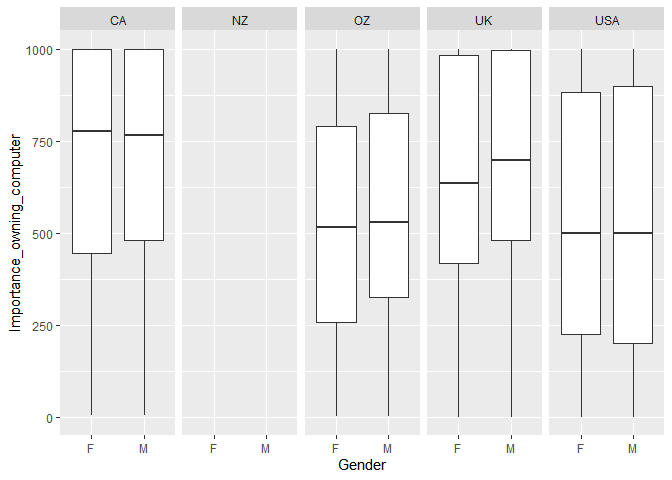 CA NZ OZ UK USA
1000
750
500
250
0
Importance_owning_computer
F M F M F M F M F M
Gender